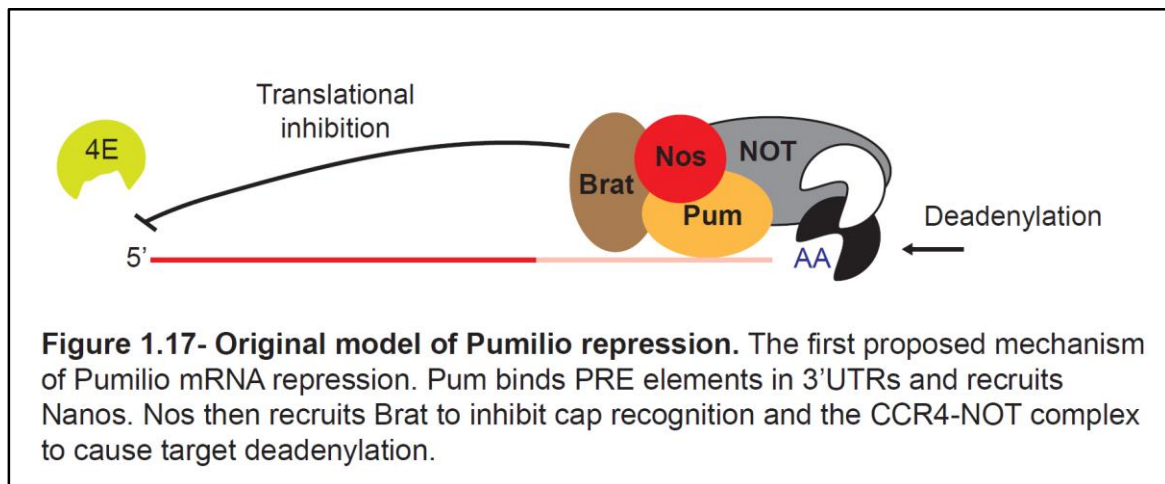 Translational
inhibition
4E
Nos
NOT
Brat
Pum
Deadenylation
5’
AA
Figure 1.17- Original model of Pumilio repression. The first proposed mechanism
of Pumilio mRNA repression. Pum binds PRE elements in 3’UTRs and recruits
Nanos. Nos then recruits Brat to inhibit cap recognition and the CCR4-NOT complex
to cause target deadenylation.